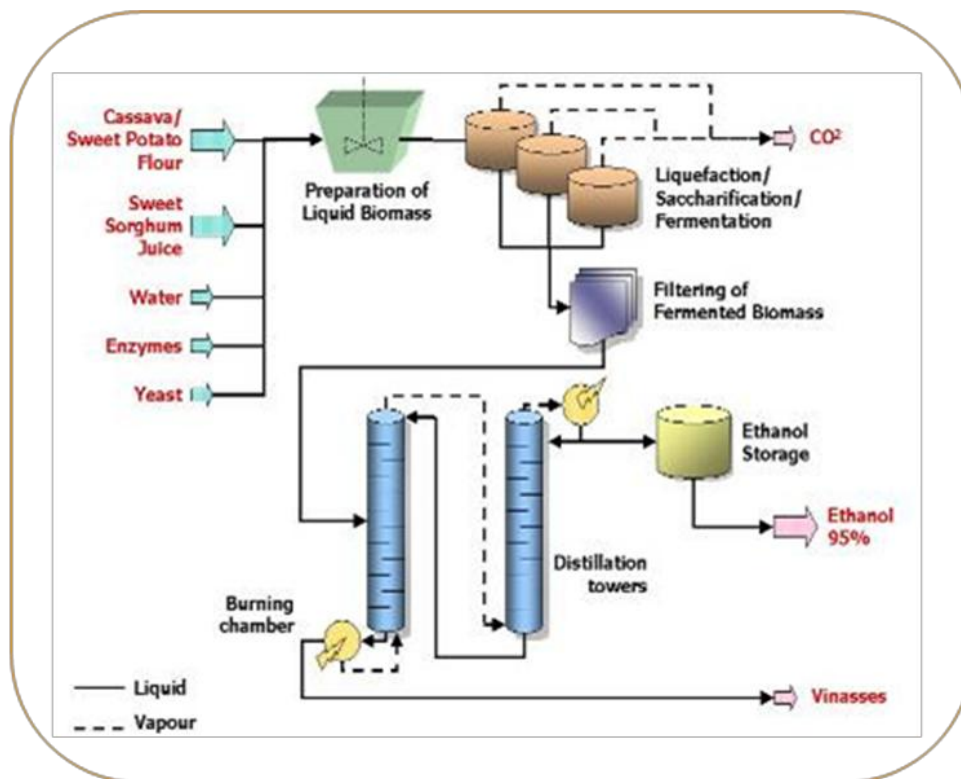 Cassava/
Sweet Potato
Flour
Sweet
Sorghum
Juice
Water
Enzymes
Yeast
Preparation of
Liquid Biomass
CO²
Liquefaction/
Saccharification/
Fermentation
Filtering of
Fermented Biomass
Ethanol
Storage
Ethanol
95%
Distillation
towers
Burning
chamber
Liquid
Vapour
Vinasses